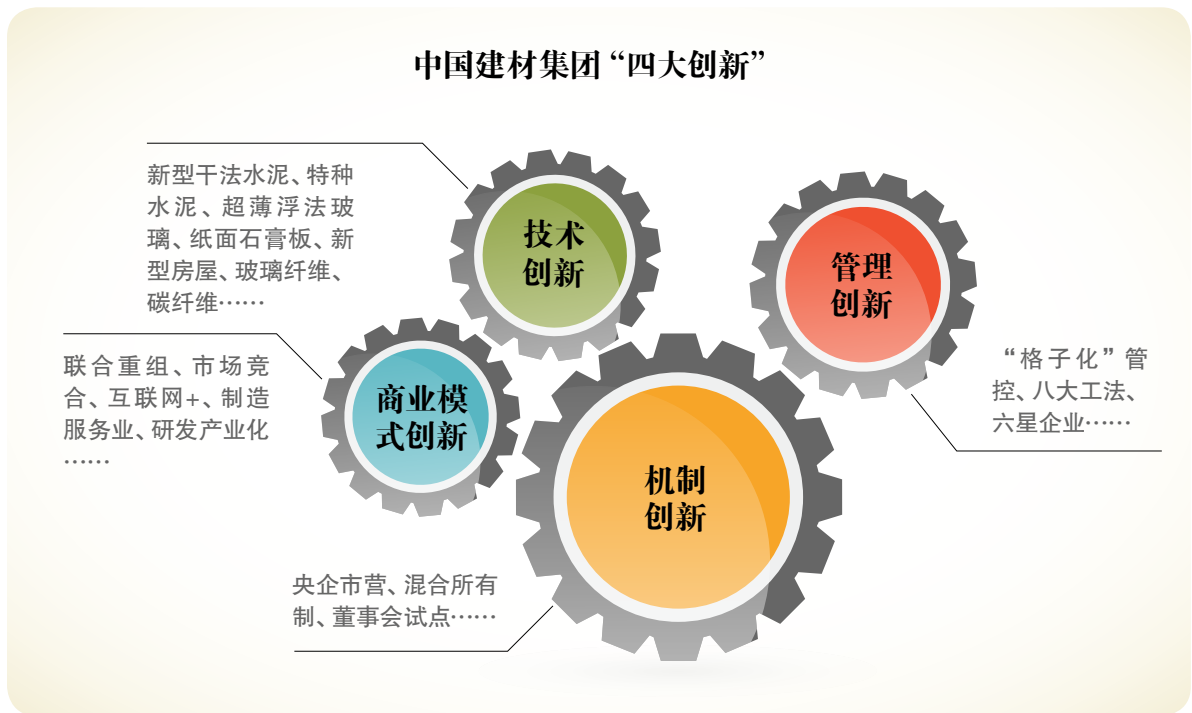 中国建材集团“四大创新”
新型干法水泥、特种
水泥、超薄浮法玻
璃、纸面石膏板、新
型房屋、玻璃纤维、
碳纤维……
技术
创新
管理
创新
联合重组、市场竞
合、互联网+、制造
服务业、研发产业化
……
商业模
式创新
“格子化”管
控、八大工法、
六星企业……
机制
创新
央企市营、混合所有
制、董事会试点……